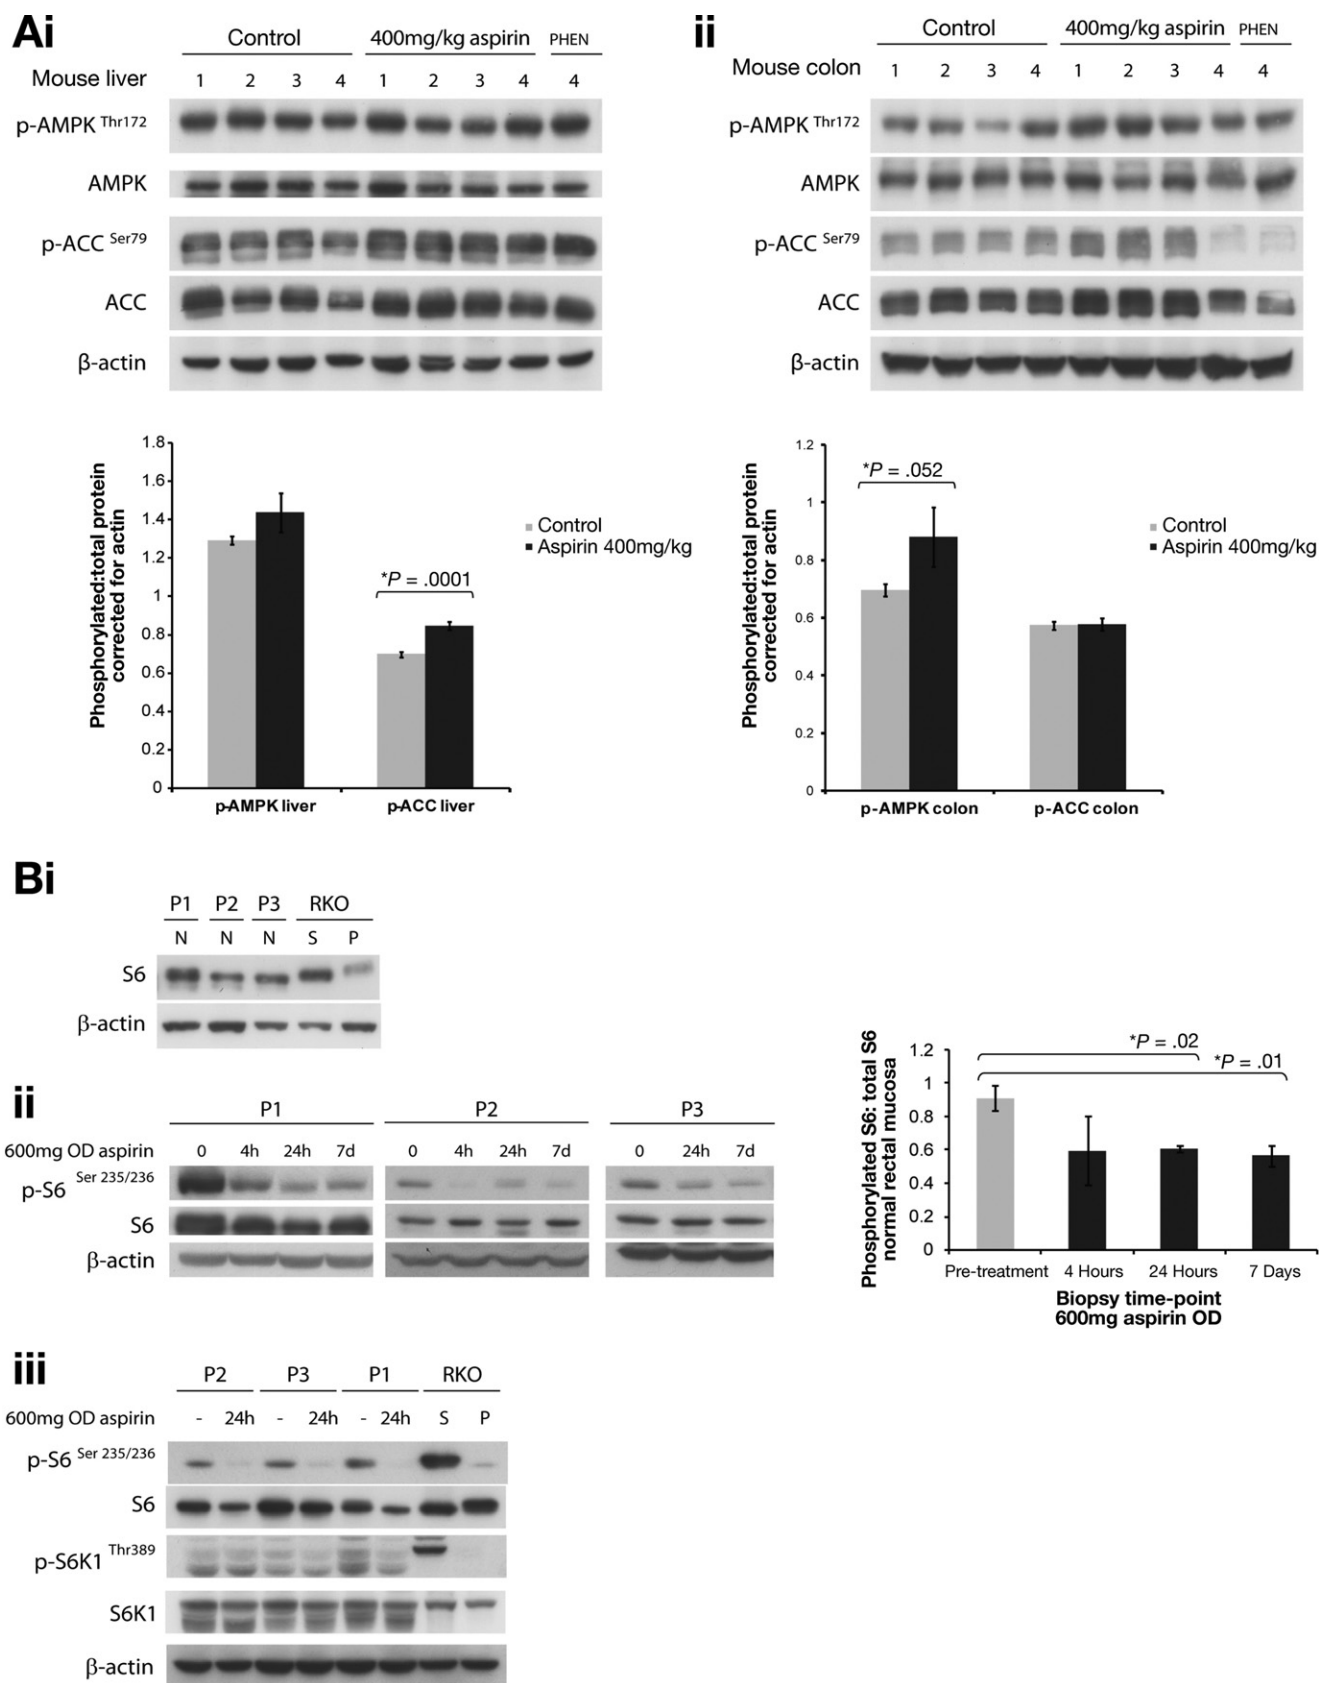 Ai
Control 400mg/kg aspirin PHEN
Mouse liver 1 2 3 4 1 2 3 4 4
p-AMPK Thr172
AMPK
p-ACC Ser79
ACC
β-actin
ii
Control 400mg/kg aspirin PHEN
Mouse colon 1 2 3 4 1 2 3 4 4
p-AMPK Thr172
AMPK
p-ACC Ser79
ACC
β-actin
Phosphorylated:total protein
corrected for actin
1.8
1.6
1.4
1.2
1
0.8
0.6
0.4
0.2
0
*P = .0001
Control
Aspirin 400mg/kg
p-AMPK liver p-ACC liver
Phosphorylated:total protein
corrected for actin
1.2
1
0.8
0.6
0.4
0.2
0
*P = .052
Control
Aspirin 400mg/kg
p-AMPK colon p-ACC colon
Bi
P1 P2 P3 RKO
N N N S P
S6
β-actin
ii
P1 P2 P3
600mg OD aspirin 0 4h 24h 7d 0 4h 24h 7d 0 24h 7d
p-S6 Ser 235/236
S6
β-actin
Phosphorylated S6: total S6
normal rectal mucosa
1.2
1
0.8
0.6
0.4
0.2
0
*P = .02
*P = .01
Pre-treatment 4 Hours 24 Hours 7 Days
Biopsy time-point
600mg aspirin OD
iii
P2 P3 P1 RKO
600mg OD aspirin - 24h - 24h - 24h S P
p-S6 Ser 235/236
S6
p-S6K1 Thr389
S6K1
β-actin